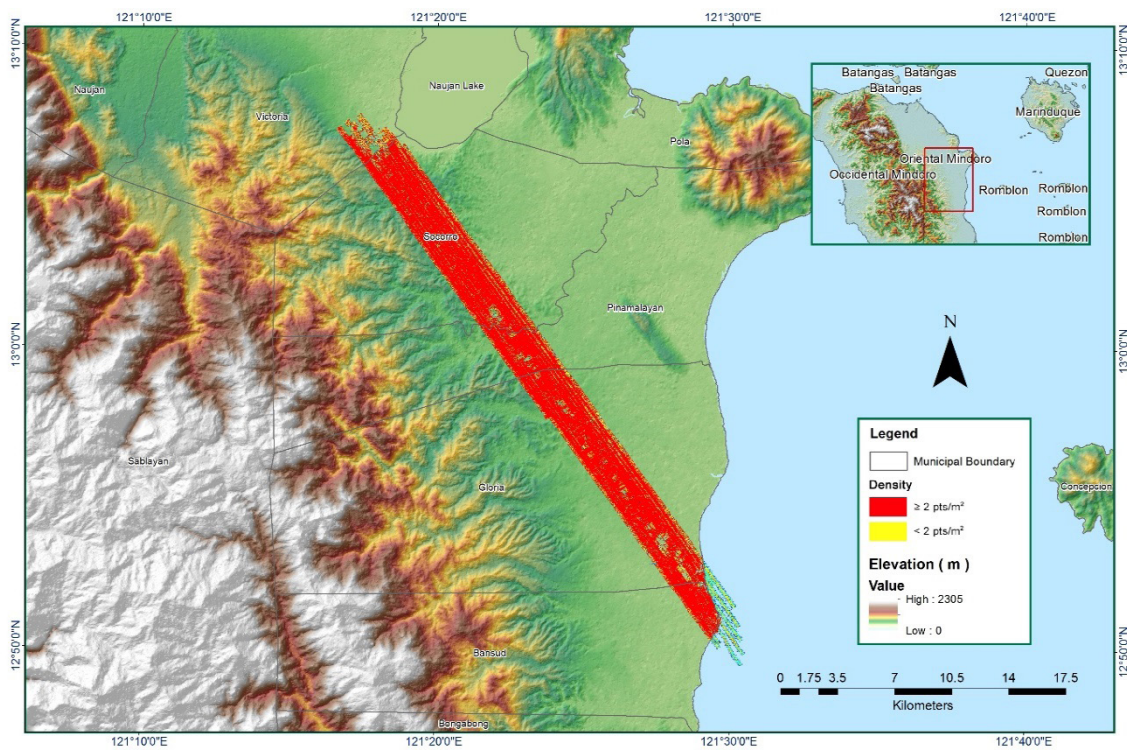 121°10'0"E
121°20'0"E
121°30'0"E
121°40'0"E
13°10'0"N
13°10'0"N
Naujan
Victoria
Naujan Lake
Pola
Batangas
Batangas
Batangas
Quezon
Marinduque
Oriental Mindoro
Occidental Mindoro
Romblon
Romblon
Romblon
Romblon
Socorro
Pinamalayan
13°0'0"N
13°0'0"N
N
Sablayan
Gloria
Concepcion
Legend
Municipal Boundary
Density
≥ 2 pts/m²
< 2 pts/m²
Elevation ( m )
Value
High : 2305
Low : 0
12°50'0"N
12°50'0"N
Bansud
Bongabong
0 1.75 3.5 7 10.5 14 17.5
Kilometers
121°10'0"E
121°20'0"E
121°30'0"E
121°40'0"E